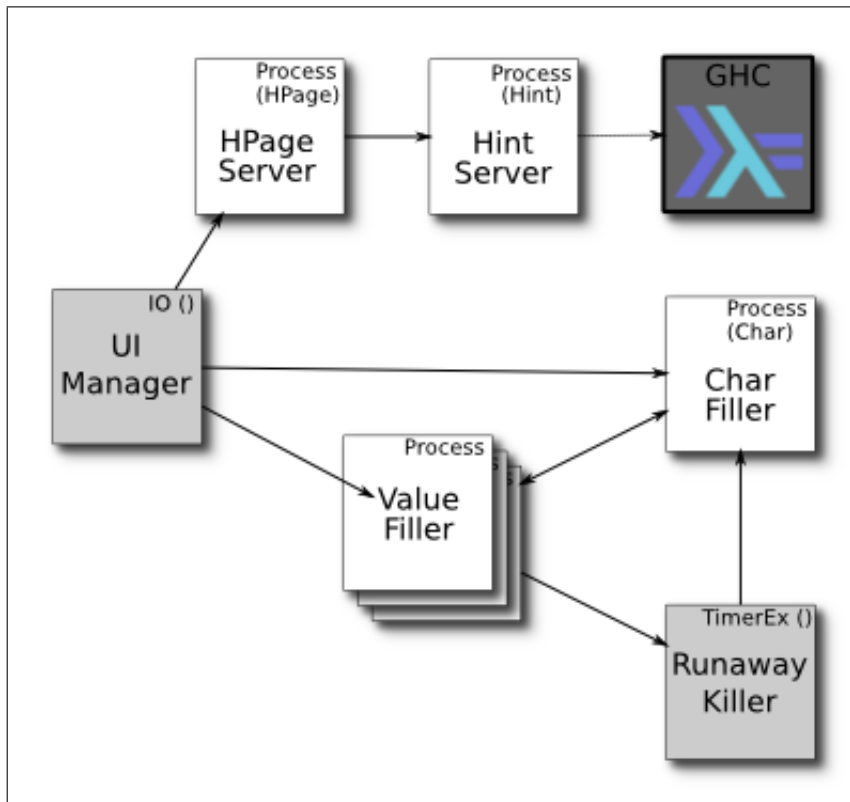 Process
(HPage)
HPage
Server
Process
(Hint)
Hint
Server
GHC
IO ()
UI
Manager
Process
(Char)
Char
Filler
Process
Value
Filler
TimerEx ()
Runaway
Killer